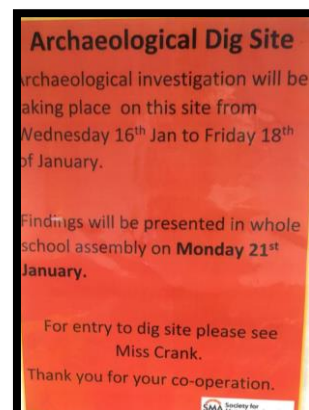 Archaeological Dig Site
Archaeological investigation will be
taking place on this site from
Wednesday 16th Jan to Friday 18th
of January.
Findings will be presented in whole
school assembly on Monday 21st
January.
For entry to dig site please see
Miss Crank.
Thank you for your co-operation.
SMA Society for